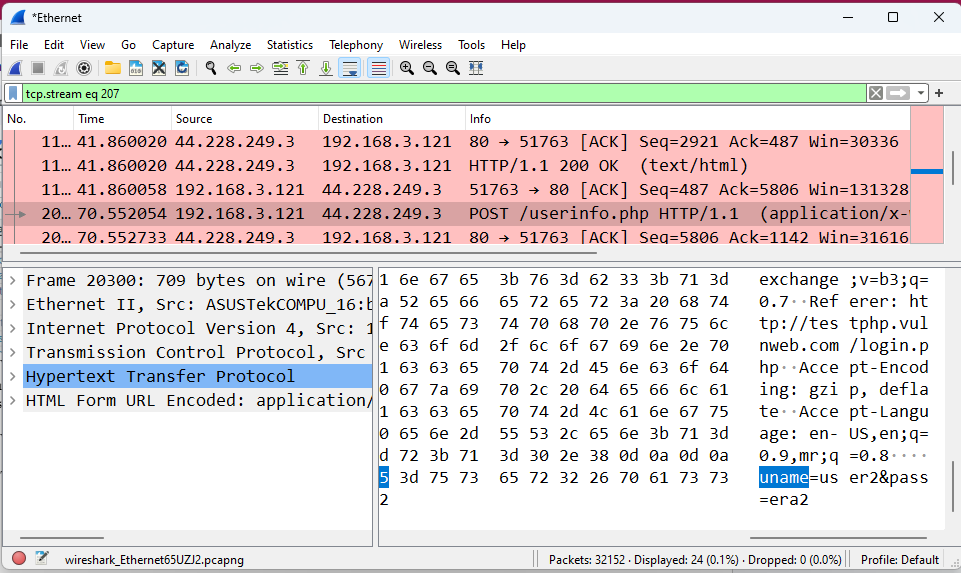 *Ethernet
File Edit View Go Capture Analyze Statistics Telephony Wireless Tools Help
tcp.stream eq 207
No. Time Source Destination Info
11… 41.860020 44.228.249.3 192.168.3.121 80 → 51763 [ACK] Seq=2921 Ack=487 Win=30336
11… 41.860020 44.228.249.3 192.168.3.121 HTTP/1.1 200 OK (text/html)
11… 41.860058 192.168.3.121 44.228.249.3 51763 → 80 [ACK] Seq=487 Ack=5806 Win=131328
20… 70.552054 192.168.3.121 44.228.249.3 POST /userinfo.php HTTP/1.1 (application/x-
20… 70.552733 44.228.249.3 192.168.3.121 80 → 51763 [ACK] Seq=5806 Ack=1142 Win=31616
Frame 20300: 709 bytes on wire (567
Ethernet II, Src: ASUSTekCOMPU_16:b
Internet Protocol Version 4, Src: 1
Transmission Control Protocol, Src
Hypertext Transfer Protocol
HTML Form URL Encoded: application/
1 6e 67 65 3b 76 3d 62 33 3b 71 3d exchange ;v=b3;q=
a 52 65 66 65 72 65 72 3a 20 68 74 0.7··Ref erer: ht
f 74 65 73 74 70 68 70 2e 76 75 6c tp://tes tphp.vul
e 63 6f 6d 2f 6c 6f 67 69 6e 2e 70 nweb.com /login.p
1 63 63 65 70 74 2d 45 6e 63 6f 64 hp··Acce pt-Encod
0 67 7a 69 70 2c 20 64 65 66 6c 61 ing: gzi p, defla
1 63 63 65 70 74 2d 4c 61 6e 67 75 te··Acce pt-Langu
0 65 6e 2d 55 53 2c 65 6e 3b 71 3d age: en- US,en;q=
d 72 3b 71 3d 30 2e 38 0d 0a 0d 0a 0.9,mr;q =0.8····
5 3d 75 73 65 72 32 26 70 61 73 73 uname=us er2&pass
2 =era2
wireshark_Ethernet65UZJ2.pcapng Packets: 32152 · Displayed: 24 (0.1%) · Dropped: 0 (0.0%) Profile: Default